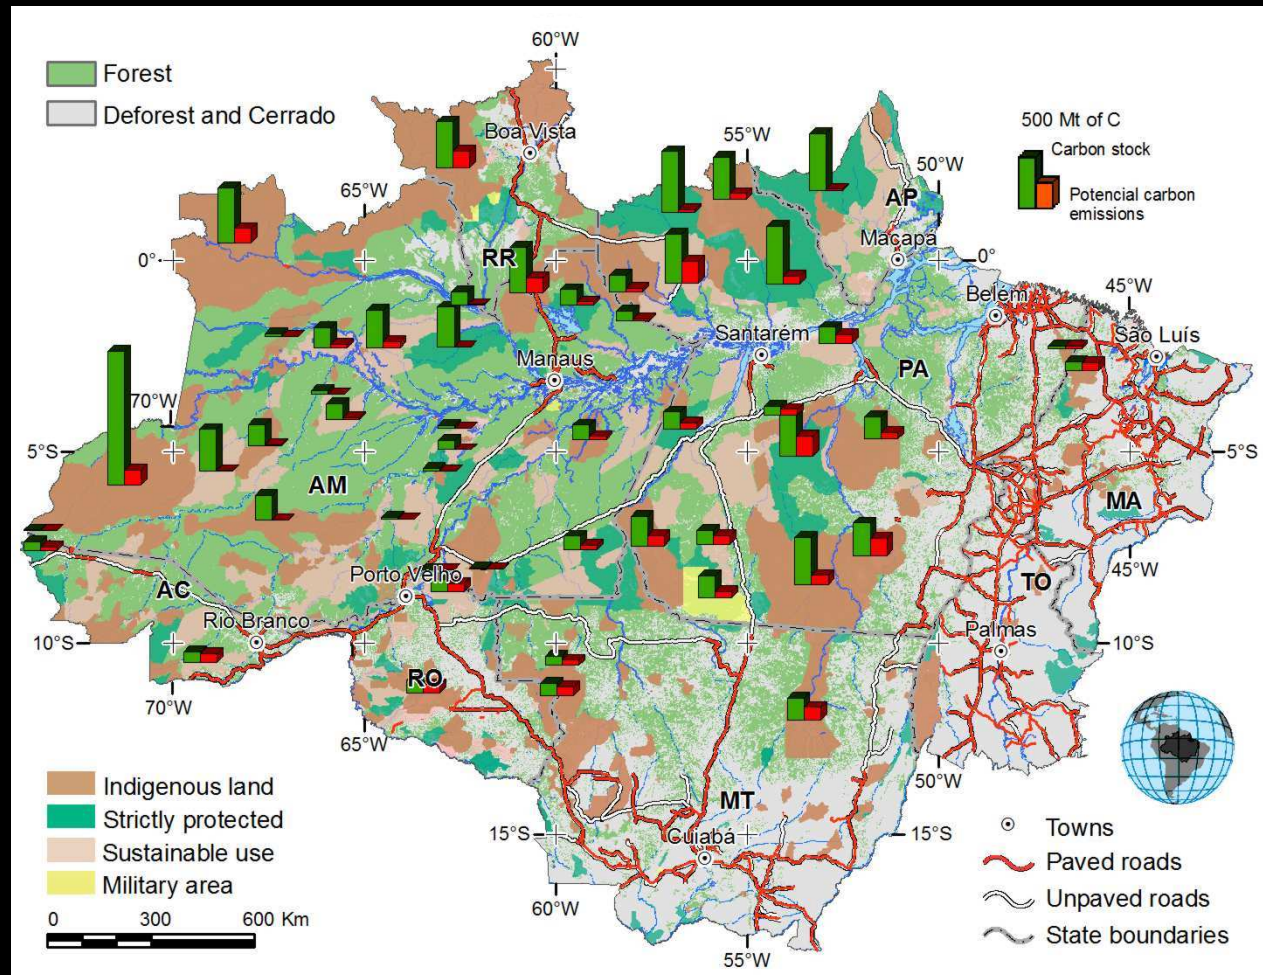 60°W
Forest
Deforest and Cerrado
500 Mt of C
Carbon stock
Potencial carbon
emissions
Boa Vista
55°W
50°W
65°W
AP
Macapá
RR
0°
0°
Belém
45°W
São Luís
Santarém
Manaus
PA
70°W
5°S
5°S
AM
MA
Porto Velho
AC
TO
45°W
Rio Branco
Palmas
10°S
10°S
RO
70°W
65°W
50°W
Indigenous land
Strictly protected
Sustainable use
Military area
MT
Cuiabá
15°S
15°S
Towns
Paved roads
Unpaved roads
State boundaries
0 300 600 Km
60°W
55°W